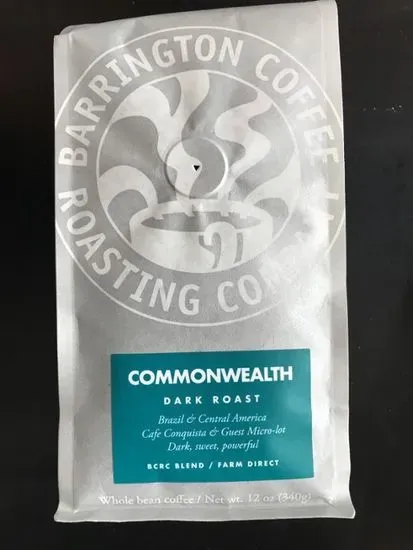 BARRINGTON COFFEE
ROASTING CO
COMMONWEALTH
DARK ROAST
Brazil & Central America
Cafe Conquista & Guest Micro-lot
Dark, sweet, powerful
BCRC BLEND / FARM DIRECT
Whole bean coffee / Net wt. 12 oz (340g)